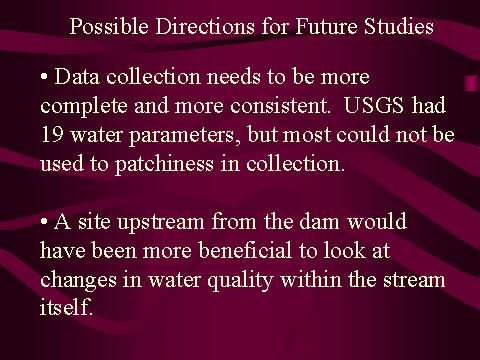 Possible Directions for Future Studies
• Data collection needs to be more
complete and more consistent.  USGS had
19 water parameters, but most could not be
used to patchiness in collection.
• A site upstream from the dam would
have been more beneficial to look at
changes in water quality within the stream
itself.